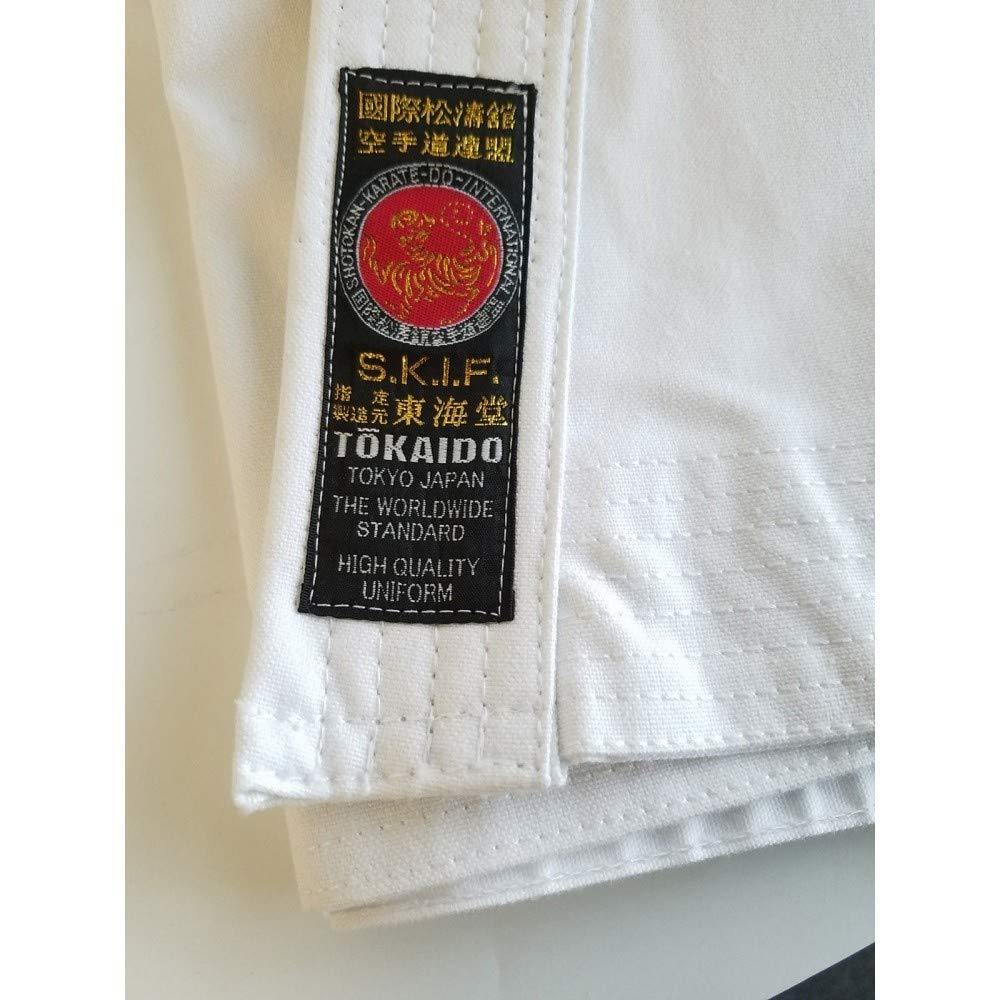 國際松濤館
空手道連盟
SHOTOKAN-KARATE-DO-INTERNATIONAL
S.K.I.F.
指定
製造元
東海堂
TŌKAIDO
TOKYO JAPAN
THE WORLDWIDE
STANDARD
HIGH QUALITY
UNIFORM